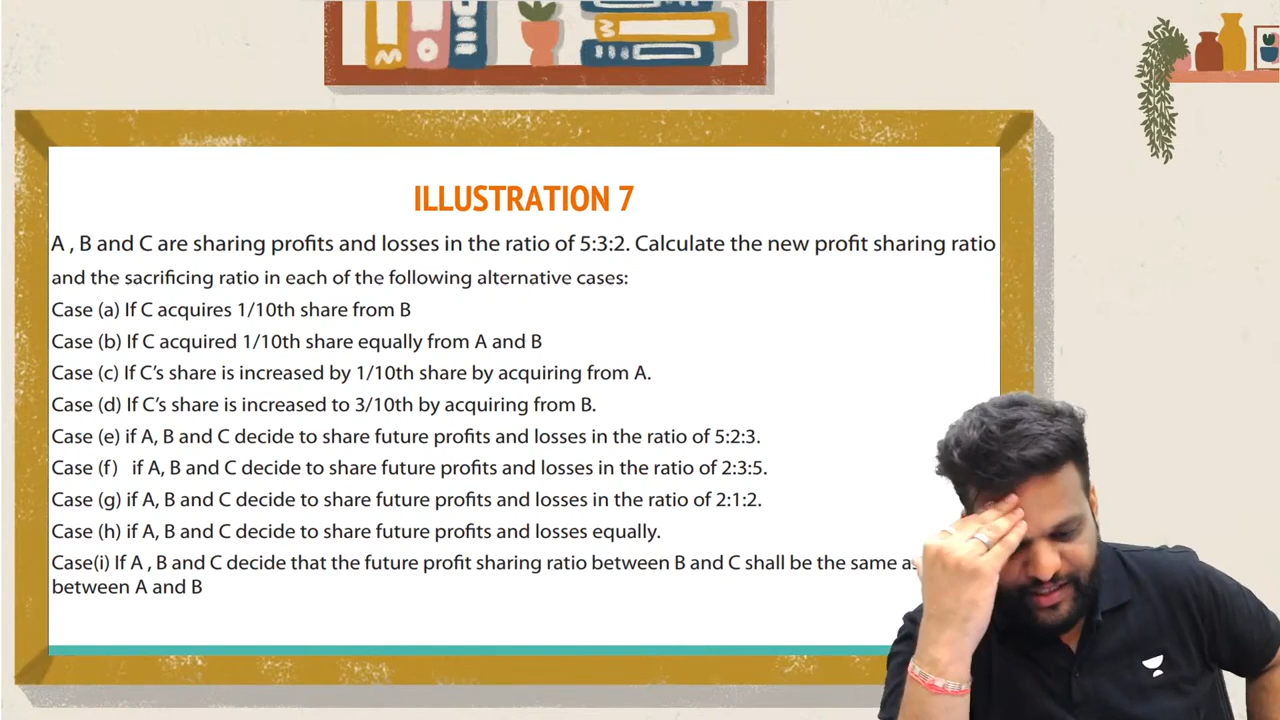 ILLUSTRATION 7
A , B and C are sharing profits and losses in the ratio of 5:3:2. Calculate the new profit sharing ratio
and the sacrificing ratio in each of the following alternative cases:
Case (a) If C acquires 1/10th share from B
Case (b) If C acquired 1/10th share equally from A and B
Case (c) If C’s share is increased by 1/10th share by acquiring from A.
Case (d) If C’s share is increased to 3/10th by acquiring from B.
Case (e) if A, B and C decide to share future profits and losses in the ratio of 5:2:3.
Case (f) if A, B and C decide to share future profits and losses in the ratio of 2:3:5.
Case (g) if A, B and C decide to share future profits and losses in the ratio of 2:1:2.
Case (h) if A, B and C decide to share future profits and losses equally.
Case(i) If A , B and C decide that the future profit sharing ratio between B and C shall be the same as
between A and B